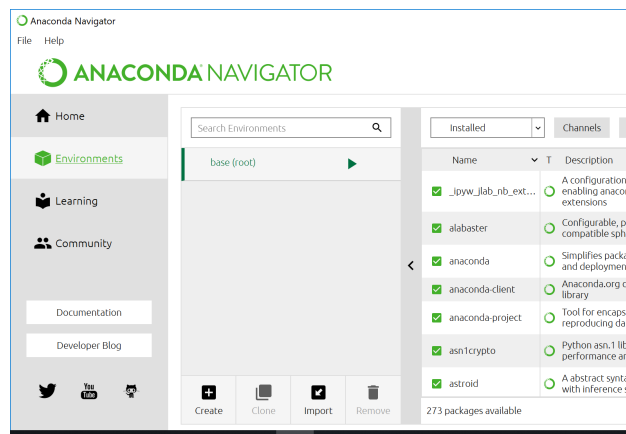 Anaconda Navigator
File Help
ANACONDA NAVIGATOR
Home
Environments
Learning
Community
Documentation
Developer Blog
You
Tube
Search Environments
base (root)
Create Clone Import Remove
Installed Channels
Name T Description
_ipyw_jlab_nb_ext... A configuration
enabling anaco
extensions
alabaster Configurable, p
compatible sph
anaconda Simplifies packa
and deploymen
anaconda-client Anaconda.org c
library
anaconda-project Tool for encaps
reproducing da
asn1crypto Python asn.1 lib
performance an
astroid A abstract synta
with inference s
273 packages available